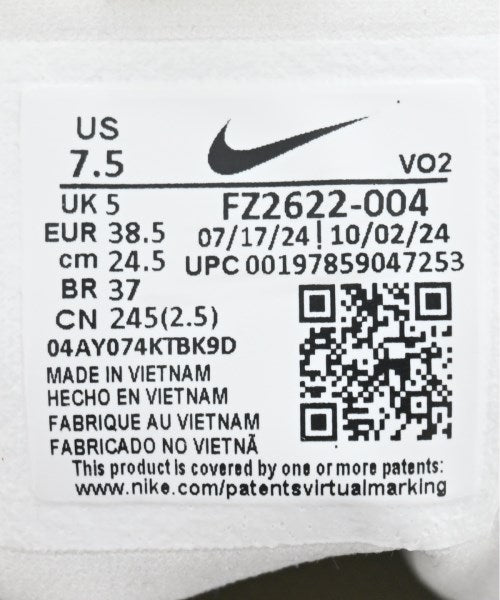 US
7.5
VO2
UK 5
FZ2622-004
EUR 38.5
07/17/24 | 10/02/24
cm 24.5
UPC 00197859047253
BR 37
CN 245(2.5)
04AY074KTBK9D
MADE IN VIETNAM
HECHO EN VIETNAM
FABRIQUE AU VIETNAM
FABRICADO NO VIETNÃ
This product is covered by one or more patents:
www.nike.com/patentsvirtualmarking